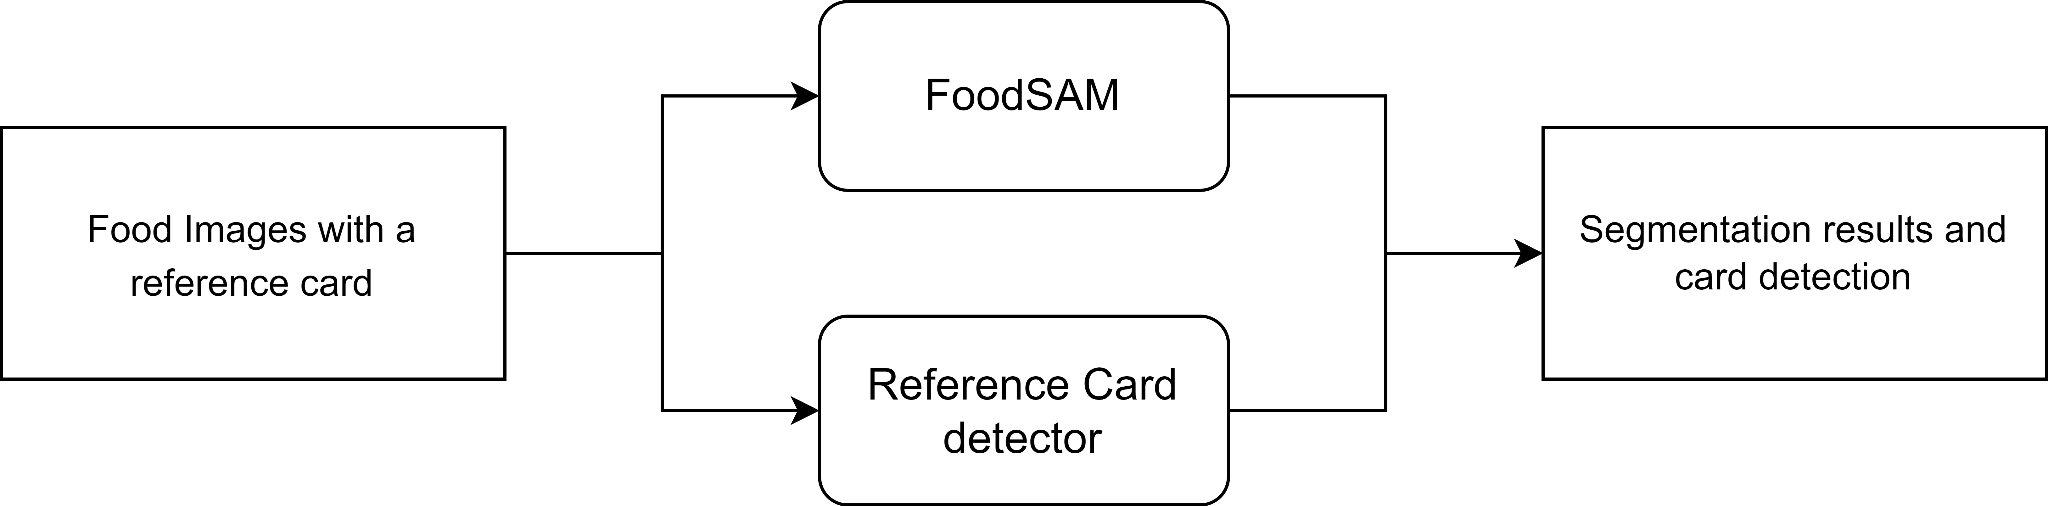 Food Images with a
reference card
FoodSAM
Reference Card
detector
Segmentation results and
card detection